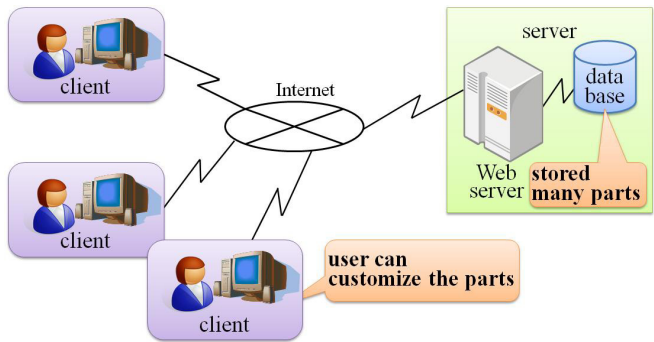 client
Internet
server
data
base
Web
server
stored
many parts
client
client
user can
customize the parts